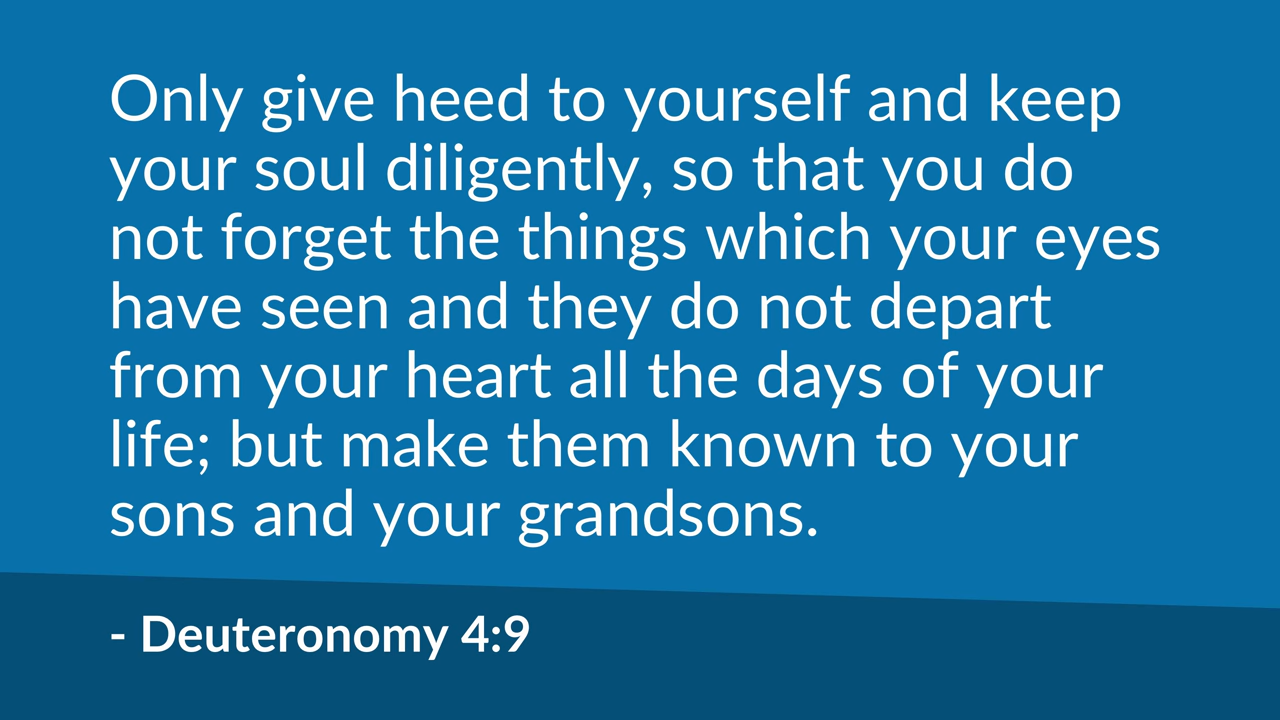 Only give heed to yourself and keep
your soul diligently, so that you do
not forget the things which your eyes
have seen and they do not depart
from your heart all the days of your
life; but make them known to your
sons and your grandsons.
- Deuteronomy 4:9